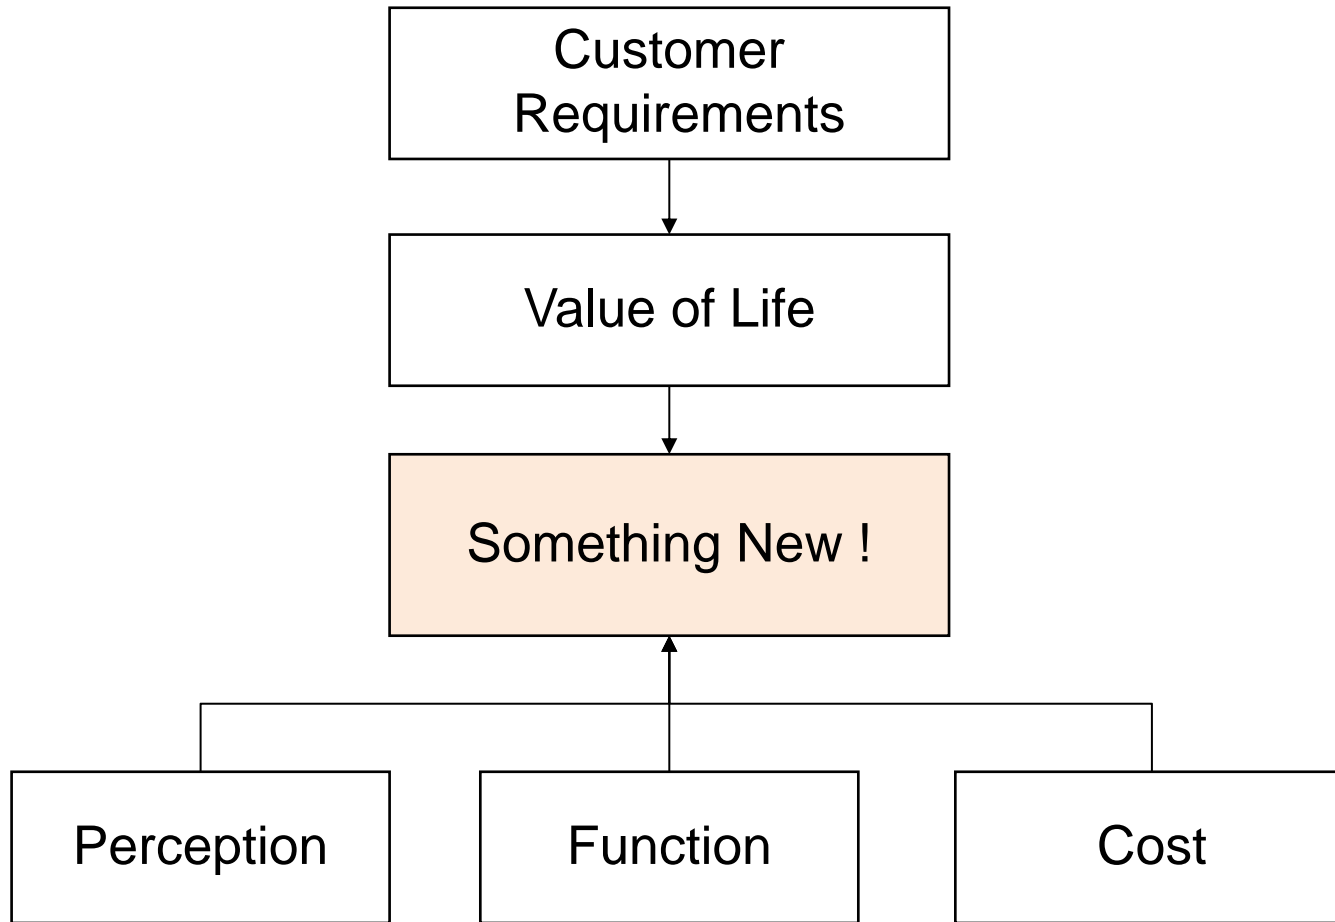 Customer
Requirements
Value of Life
Something New !
Perception
Function
Cost